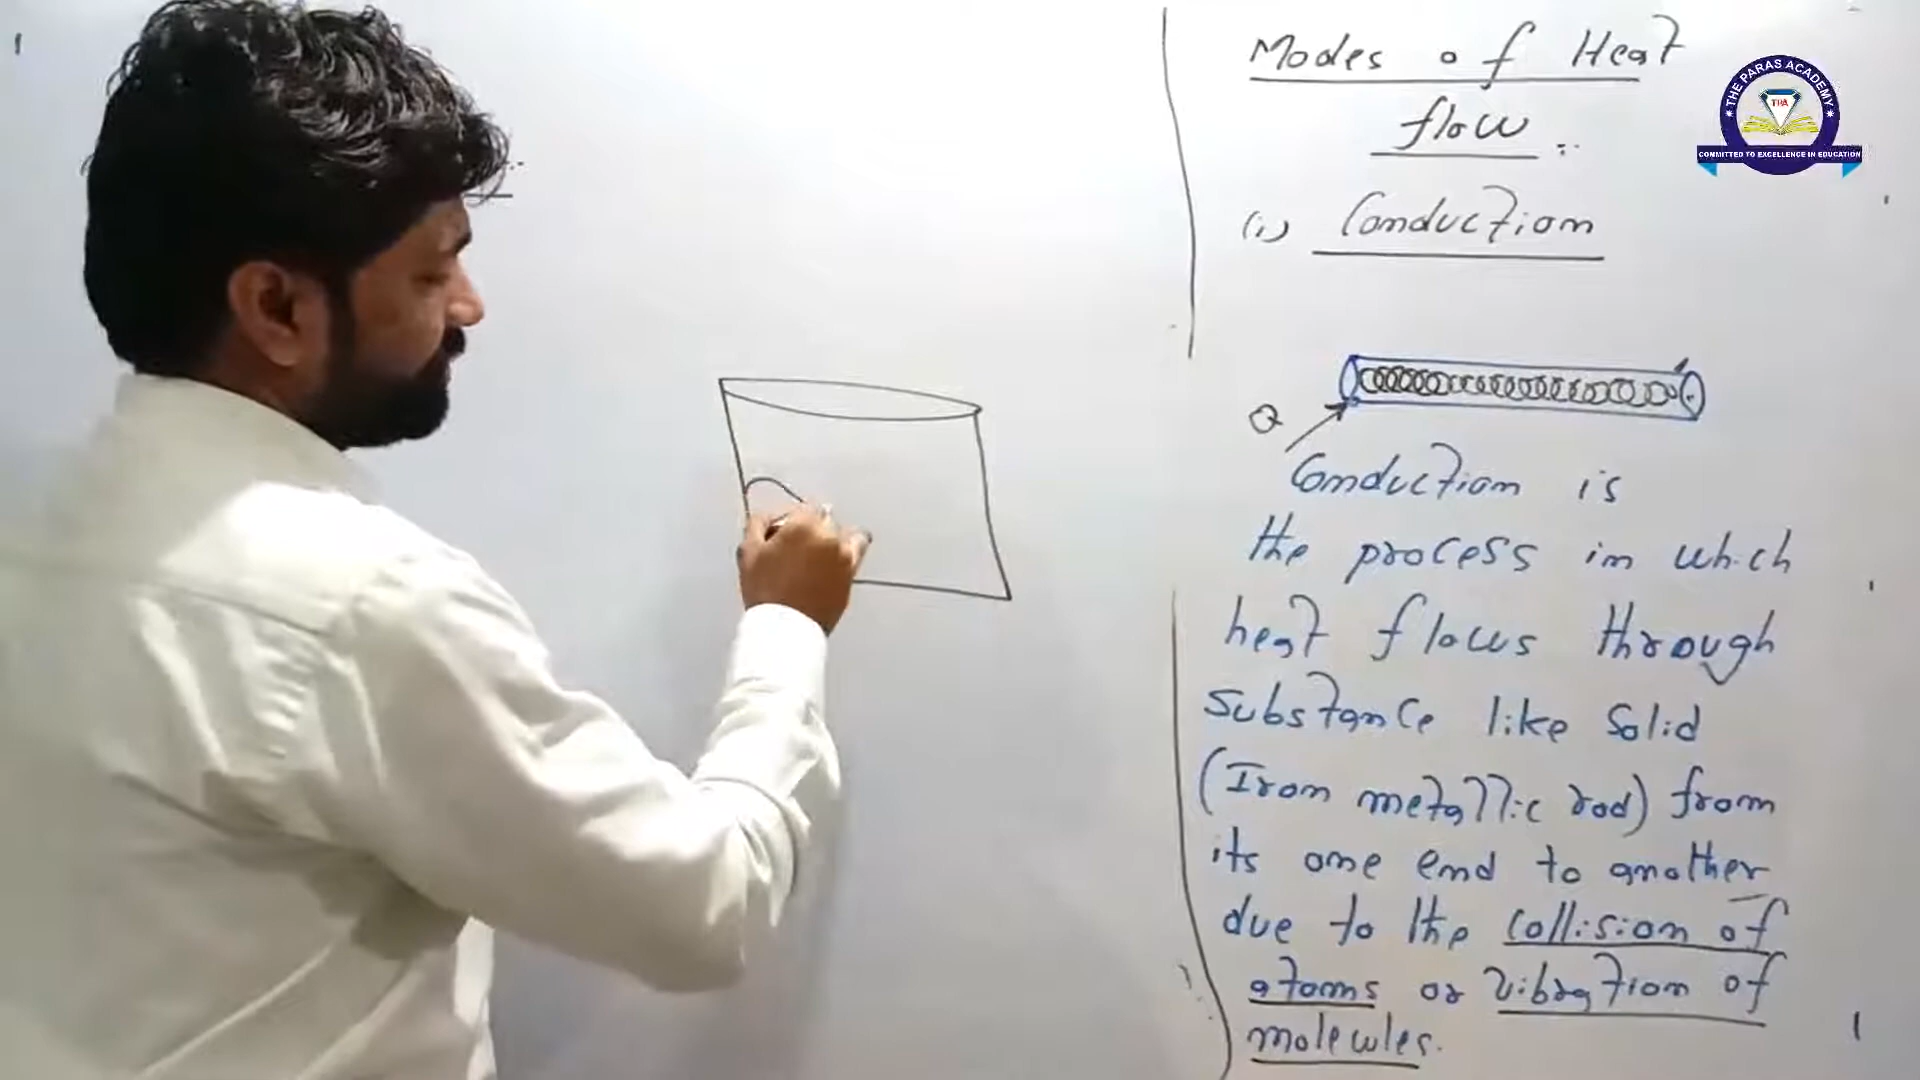 Modes of Heat
flow
(i) Conduction
Q
Conduction is
the process in which
heat flows through
substance like solid
(Iron metallic rod) from
its one end to another
due to the collision of
atoms or vibration of
molecules.
THE PARAS ACADEMY
TPA
COMMITTED TO EXCELLENCE IN EDUCATION